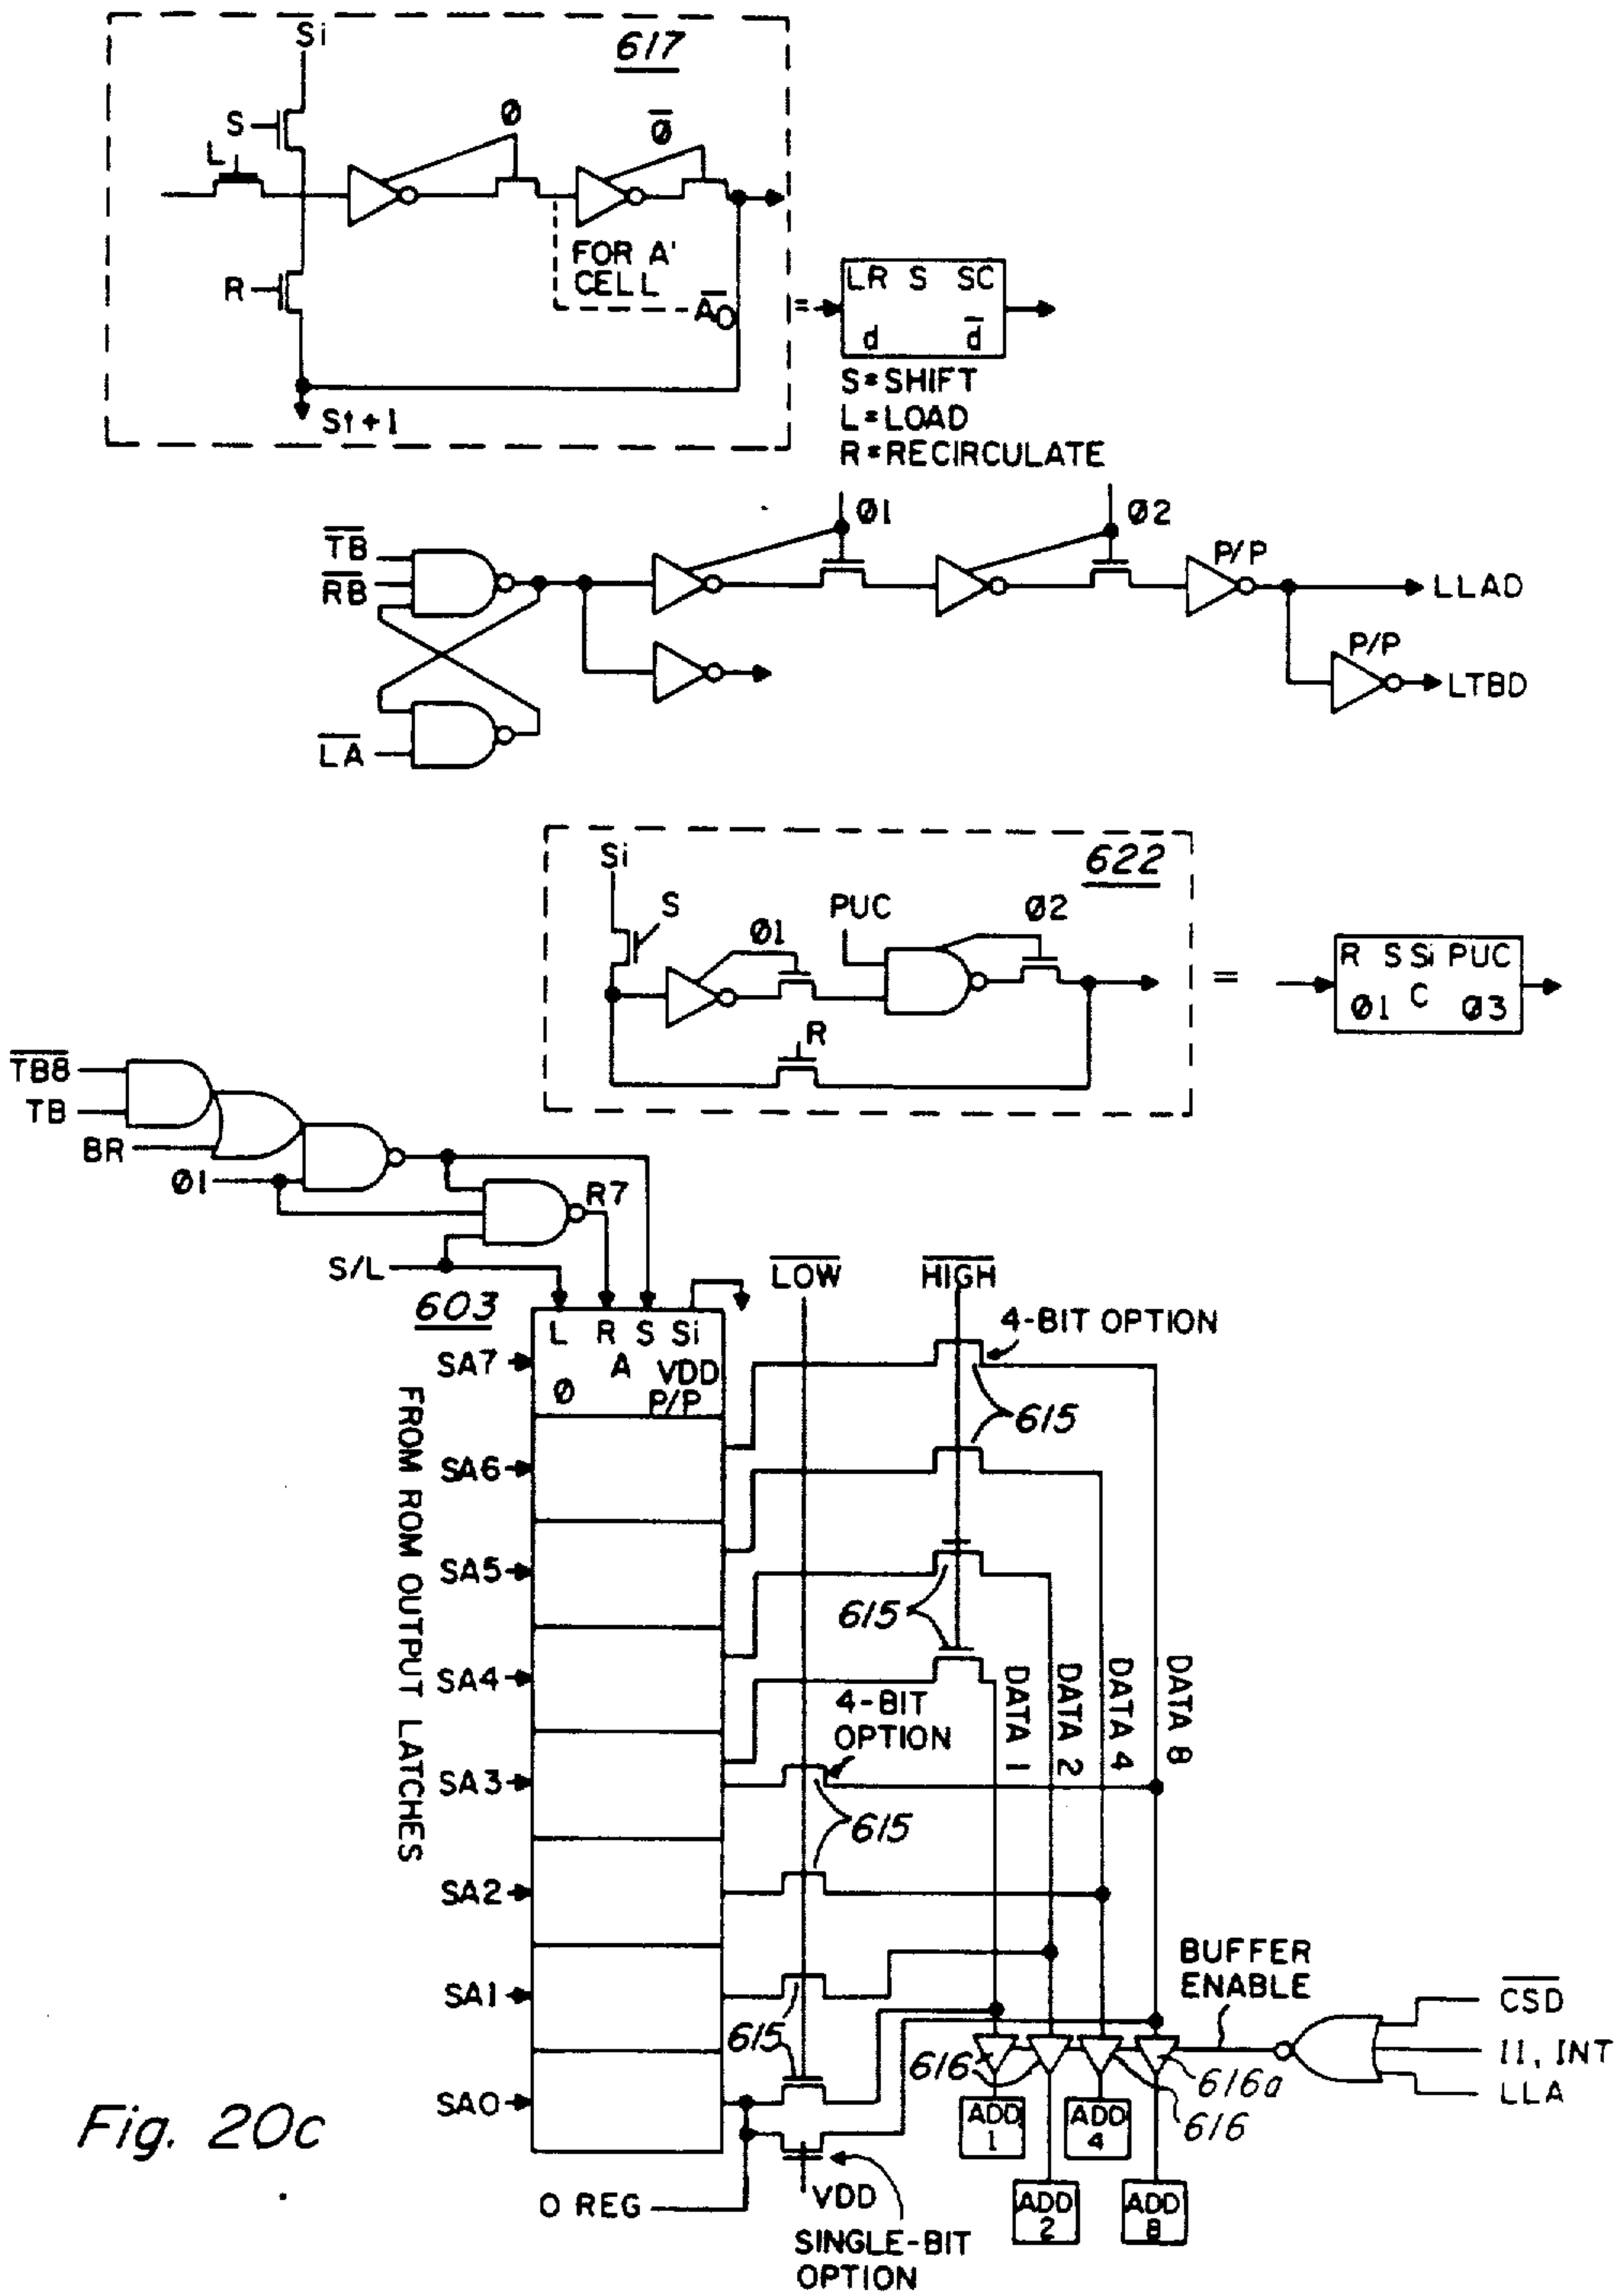 Si
617
S
L
Ø
Ø̅
FOR A'
CELL
A̅O
R
St+1
=
LR S SC
d d̅
S=SHIFT
L=LOAD
R=RECIRCULATE
T̅B̅
R̅B̅
L̅A̅
Ø1
Ø2
P/P
LLAD
P/P
LTBD
Si
622
S
Ø1
PUC
Ø2
R
=
R S Si PUC
Ø1 C Ø3
T̅B̅8̅
TB
BR
Ø1
R7
S/L
603
L R S Si
A VDD
Ø P/P
L̅O̅W̅
H̅I̅G̅H̅
4-BIT OPTION
615
FROM ROM OUTPUT LATCHES
SA7
SA6
SA5
SA4
SA3
SA2
SA1
SA0
615
4-BIT
OPTION
615
615
DATA 1
DATA 2
DATA 4
DATA 8
BUFFER
ENABLE
C̅S̅D̅
I1, INT
LLA
616
616a
616
ADD
1
ADD
4
ADD
2
ADD
8
O REG
VDD
SINGLE-BIT
OPTION
Fig. 20c